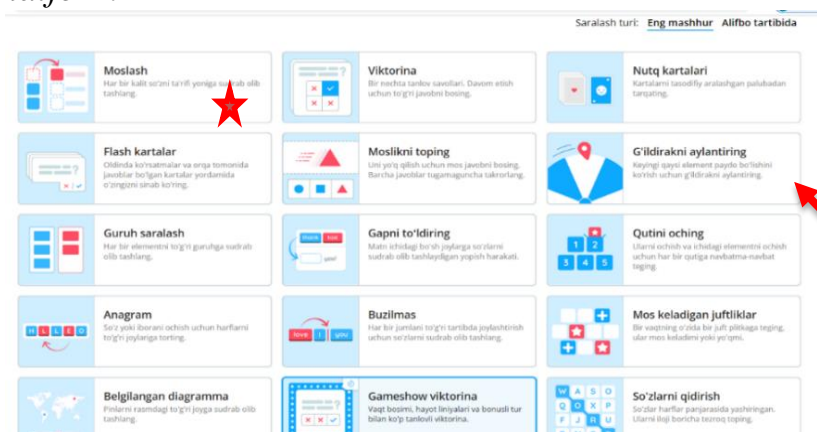 Saralash turi: Eng mashhur Alifbo tartibida
Moslash
Har bir kalit so'zni ta'rifi yoniga sudrab olib
tashlang.
Viktorina
Bir nechta tanlov savollari. Davom etish
uchun to'g'ri javobni bosing.
Nutq kartalari
Kartalarni tasodifiy aralashgan palubadan
tarqating.
Flash kartalar
Oldinda ko'rsatmalar va orqa tomonida
javoblar bo'lgan kartalar yordamida
o'zingizni sinab ko'ring.
Moslikni toping
Uni yo'q qilish uchun mos javobni bosing.
Barcha javoblar tugamaguncha takrorlang.
G'ildirakni aylantiring
Keyingi qaysi element paydo bo'lishini
ko'rish uchun g'ildirakni aylantiring.
Guruh saralash
Har bir elementni to'g'ri guruhga sudrab
olib tashlang.
Gapni to'ldiring
Matn ichidagi bo'sh joylarga so'zlarni
sudrab olib tashlaydigan yopish harakati.
Qutini oching
Ularni ochish va ichidagi elementni ochish
uchun har bir qutiga navbatma-navbat
teging.
1 2
3 4 5
Anagram
So'z yoki iborani ochish uchun harflarni
to'g'ri joylariga torting.
H L L E O
Buzilmas
Har bir jumlani to'g'ri tartibda joylashtirish
uchun so'zlarni sudrab olib tashlang.
love I you
Mos keladigan juftliklar
Bir vaqtning o'zida bir juft plitkaga teging,
ular mos keladimi yoki yo'qmi.
Belgilangan diagramma
Pinlarni rasmdagi to'g'ri joyga sudrab olib
tashlang.
Gameshow viktorina
Vaqt bosimi, hayot liniyalari va bonusli tur
bilan ko'p tanlovli viktorina.
So'zlarni qidirish
So'zlar harflar panjarasida yashiringan.
Ularni iloji boricha tezroq toping.
W A S O
Q O X P
F J R U